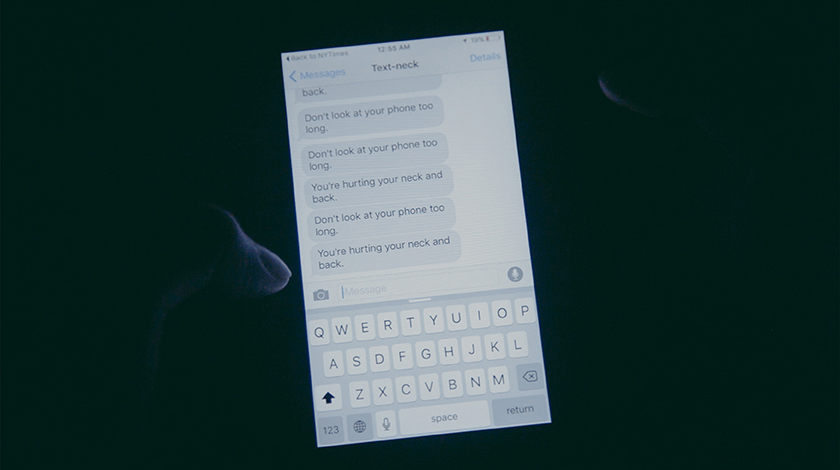 Back to NYTimes
12:55 AM
19%
Messages
Text-neck
Details
back.
Don't look at your phone too
long.
Don't look at your phone too
long.
You're hurting your neck and
back.
Don't look at your phone too
long.
You're hurting your neck and
back.
Message
Q W E R T Y U I O P
A S D F G H J K L
Z X C V B N M
123
space
return